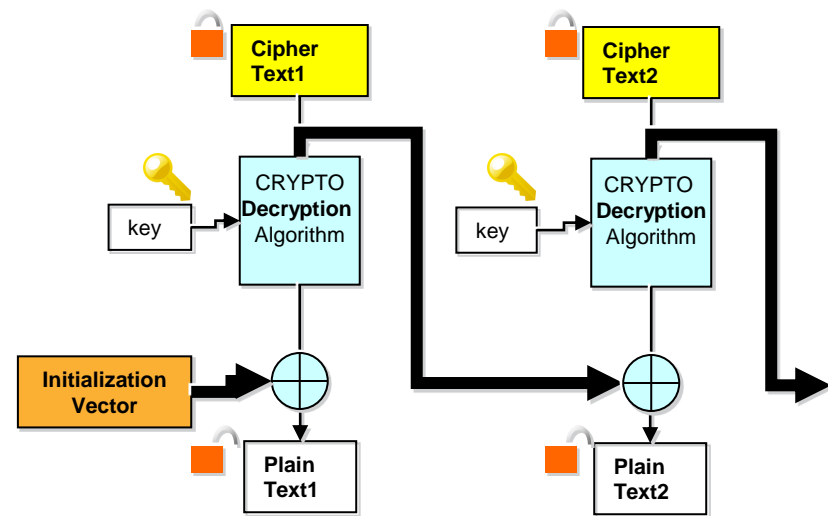 Cipher
Text1
Cipher
Text2
CRYPTO
Decryption
Algorithm
key
CRYPTO
Decryption
Algorithm
key
Initialization
Vector
Plain
Text1
Plain
Text2